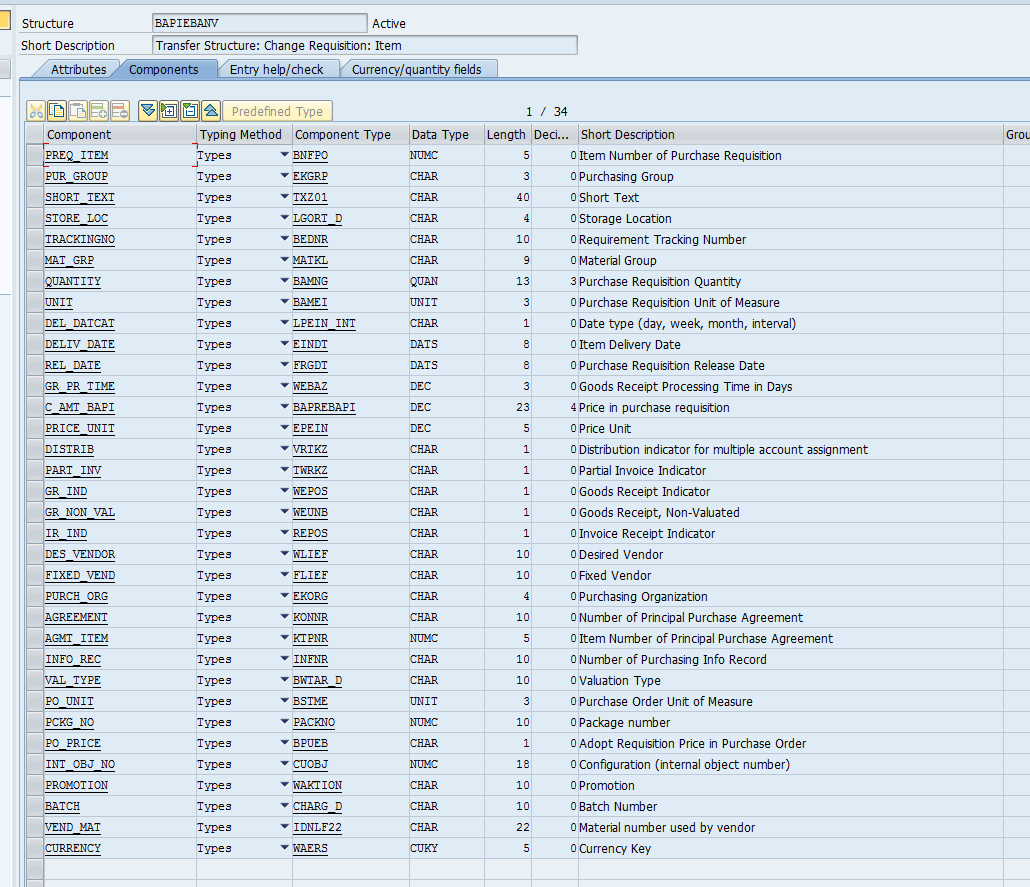 Structure BAPIEBANV Active
Short Description Transfer Structure: Change Requisition: Item
Attributes Components Entry help/check Currency/quantity fields
Predefined Type 1 / 34
Component Typing Method Component Type Data Type Length Deci... Short Description Grou
PREQ_ITEM Types BNFPO NUMC 5 0 Item Number of Purchase Requisition
PUR_GROUP Types EKGRP CHAR 3 0 Purchasing Group
SHORT_TEXT Types TXZ01 CHAR 40 0 Short Text
STORE_LOC Types LGORT_D CHAR 4 0 Storage Location
TRACKINGNO Types BEDNR CHAR 10 0 Requirement Tracking Number
MAT_GRP Types MATKL CHAR 9 0 Material Group
QUANTITY Types BAMNG QUAN 13 3 Purchase Requisition Quantity
UNIT Types BAMEI UNIT 3 0 Purchase Requisition Unit of Measure
DEL_DATCAT Types LPEIN_INT CHAR 1 0 Date type (day, week, month, interval)
DELIV_DATE Types EINDT DATS 8 0 Item Delivery Date
REL_DATE Types FRGDT DATS 8 0 Purchase Requisition Release Date
GR_PR_TIME Types WEBAZ DEC 3 0 Goods Receipt Processing Time in Days
C_AMT_BAPI Types BAPREBAPI DEC 23 4 Price in purchase requisition
PRICE_UNIT Types EPEIN DEC 5 0 Price Unit
DISTRIB Types VRTKZ CHAR 1 0 Distribution indicator for multiple account assignment
PART_INV Types TWRKZ CHAR 1 0 Partial Invoice Indicator
GR_IND Types WEPOS CHAR 1 0 Goods Receipt Indicator
GR_NON_VAL Types WEUNB CHAR 1 0 Goods Receipt, Non-Valuated
IR_IND Types REPOS CHAR 1 0 Invoice Receipt Indicator
DES_VENDOR Types WLIEF CHAR 10 0 Desired Vendor
FIXED_VEND Types FLIEF CHAR 10 0 Fixed Vendor
PURCH_ORG Types EKORG CHAR 4 0 Purchasing Organization
AGREEMENT Types KONNR CHAR 10 0 Number of Principal Purchase Agreement
AGMT_ITEM Types KTPNR NUMC 5 0 Item Number of Principal Purchase Agreement
INFO_REC Types INFNR CHAR 10 0 Number of Purchasing Info Record
VAL_TYPE Types BWTAR_D CHAR 10 0 Valuation Type
PO_UNIT Types BSTME UNIT 3 0 Purchase Order Unit of Measure
PCKG_NO Types PACKNO NUMC 10 0 Package number
PO_PRICE Types BPUEB CHAR 1 0 Adopt Requisition Price in Purchase Order
INT_OBJ_NO Types CUOBJ NUMC 18 0 Configuration (internal object number)
PROMOTION Types WAKTION CHAR 10 0 Promotion
BATCH Types CHARG_D CHAR 10 0 Batch Number
VEND_MAT Types IDNLF22 CHAR 22 0 Material number used by vendor
CURRENCY Types WAERS CUKY 5 0 Currency Key